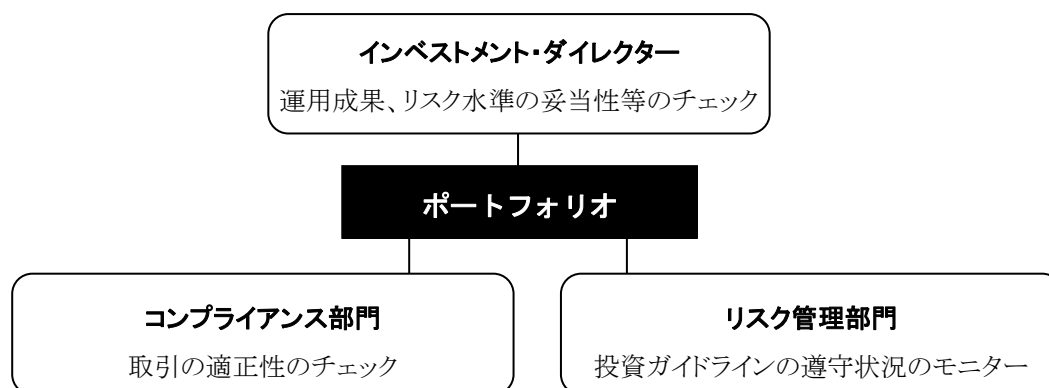 インベストメント・ダイレクター
運用成果、リスク水準の妥当性等のチェック
ポートフォリオ
コンプライアンス部門
取引の適正性のチェック
リスク管理部門
投資ガイドラインの遵守状況のモニター